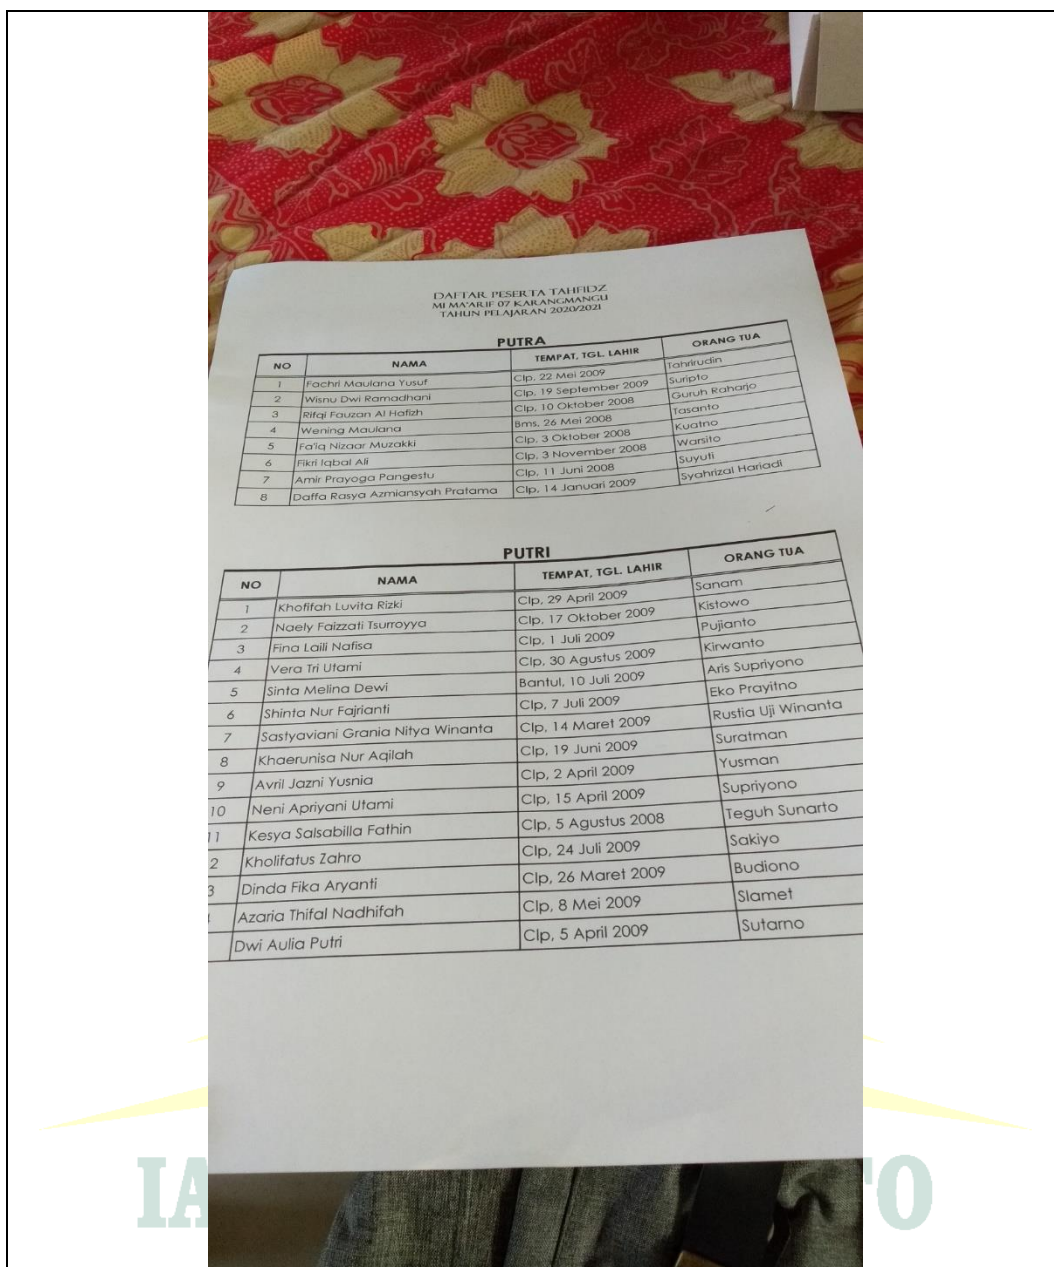 DAFTAR PESERTA TAHFIDZ
MI MA'ARIF 07 KARANGMANGU
TAHUN PELAJARAN 2020/2021
PUTRA
NO NAMA TEMPAT, TGL. LAHIR ORANG TUA
1 Fachri Maulana Yusuf Clp, 22 Mei 2009 Tahrirudin
2 Wisnu Dwi Ramadhani Clp, 19 September 2009 Suripto
3 Rifqi Fauzan Al Hafizh Clp, 10 Oktober 2008 Guruh Raharjo
4 Wening Maulana Bms, 26 Mei 2008 Tasanto
5 Fa'iq Nizaar Muzakki Clp, 3 Oktober 2008 Kuatno
6 Fikri Iqbal Ali Clp, 3 November 2008 Warsito
7 Amir Prayoga Pangestu Clp, 11 Juni 2008 Suyuti
8 Daffa Rasya Azmiansyah Pratama Clp, 14 Januari 2009 Syahrizal Hariadi
PUTRI
NO NAMA TEMPAT, TGL. LAHIR ORANG TUA
1 Khofifah Luvita Rizki Clp, 29 April 2009 Sanam
2 Naely Faizzati Tsurroyya Clp, 17 Oktober 2009 Kistowo
3 Fina Laili Nafisa Clp, 1 Juli 2009 Pujianto
4 Vera Tri Utami Clp, 30 Agustus 2009 Kirwanto
5 Sinta Melina Dewi Bantul, 10 Juli 2009 Aris Supriyono
6 Shinta Nur Fajrianti Clp, 7 Juli 2009 Eko Prayitno
7 Sastyaviani Grania Nitya Winanta Clp, 14 Maret 2009 Rustia Uji Winanta
8 Khaerunisa Nur Aqilah Clp, 19 Juni 2009 Suratman
9 Avril Jazni Yusnia Clp, 2 April 2009 Yusman
10 Neni Apriyani Utami Clp, 15 April 2009 Supriyono
11 Kesya Salsabilla Fathin Clp, 5 Agustus 2008 Teguh Sunarto
2 Kholifatus Zahro Clp, 24 Juli 2009 Sakiyo
3 Dinda Fika Aryanti Clp, 26 Maret 2009 Budiono
Azaria Thifal Nadhifah Clp, 8 Mei 2009 Slamet
Dwi Aulia Putri Clp, 5 April 2009 Sutarno
IA TO